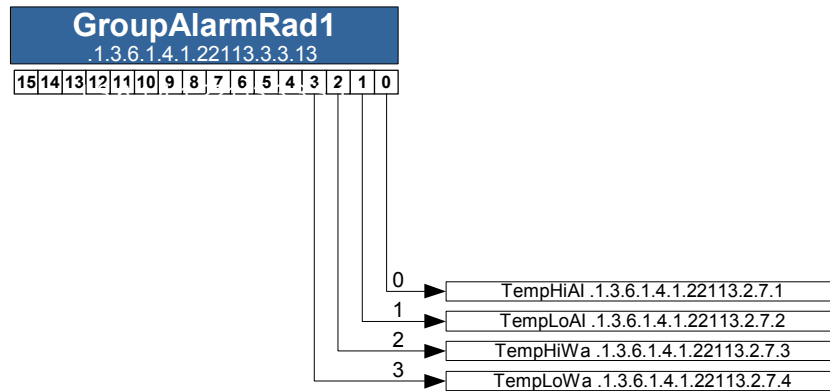 GroupAlarmRad1
.1.3.6.1.4.1.22113.3.3.13
15 14 13 12 11 10 9 8 7 6 5 4 3 2 1 0
0
TempHiAl .1.3.6.1.4.1.22113.2.7.1
1
TempLoAl .1.3.6.1.4.1.22113.2.7.2
2
TempHiWa .1.3.6.1.4.1.22113.2.7.3
3
TempLoWa .1.3.6.1.4.1.22113.2.7.4